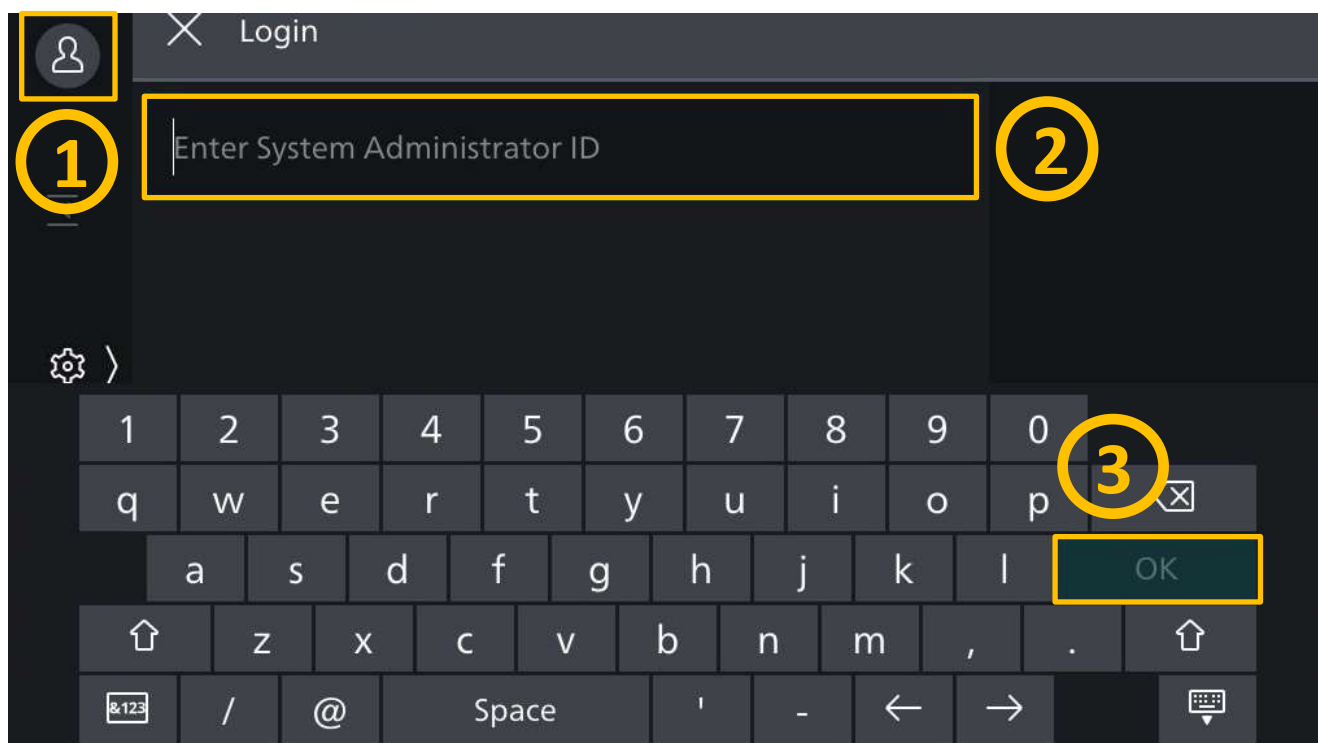 Login
1
Enter System Administrator ID
2
1 2 3 4 5 6 7 8 9 0
3
q w e r t y u i o p
a s d f g h j k l OK
z x c v b n m , .
&123 / @ Space ' - ← →